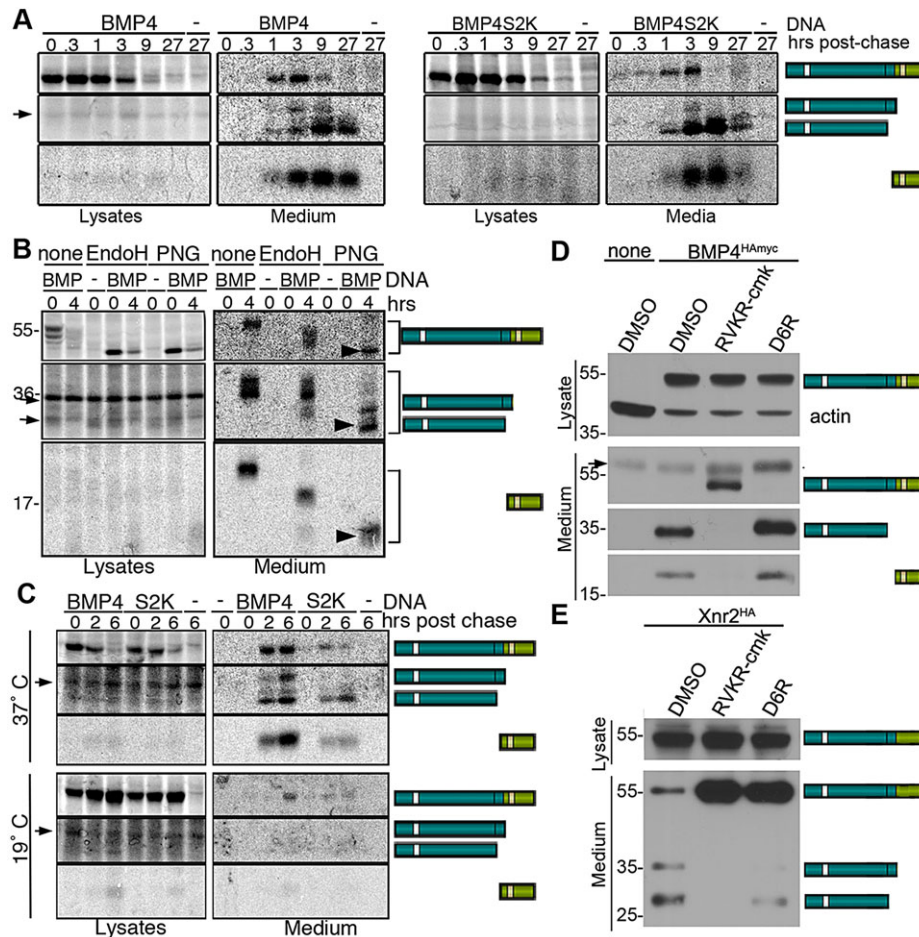 A
BMP4 - BMP4 - BMP4S2K - BMP4S2K - DNA
0 .3 1 3 9 27 27 0 .3 1 3 9 27 27 0 .3 1 3 9 27 27 0 .3 1 3 9 27 27 hrs post-chase
Lysates Medium Lysates Media
B
none EndoH PNG none EndoH PNG
BMP - BMP - BMP BMP - BMP - BMP DNA
0 4 0 0 4 0 0 4 0 4 0 0 4 0 0 4 hrs
55-
36-
17-
Lysates Medium
C
BMP4 S2K - - BMP4 S2K - DNA
0 2 6 0 2 6 6 0 0 2 6 0 2 6 6 hrs post chase
37° C
19° C
Lysates Medium
D
none BMP4HAmyc
DMSO DMSO RVKR-cmk D6R
Lysate
55-
actin
35-
Medium
55-
35-
15-
E
Xnr2HA
DMSO RVKR-cmk D6R
Lysate
55-
Medium
55-
35-
25-